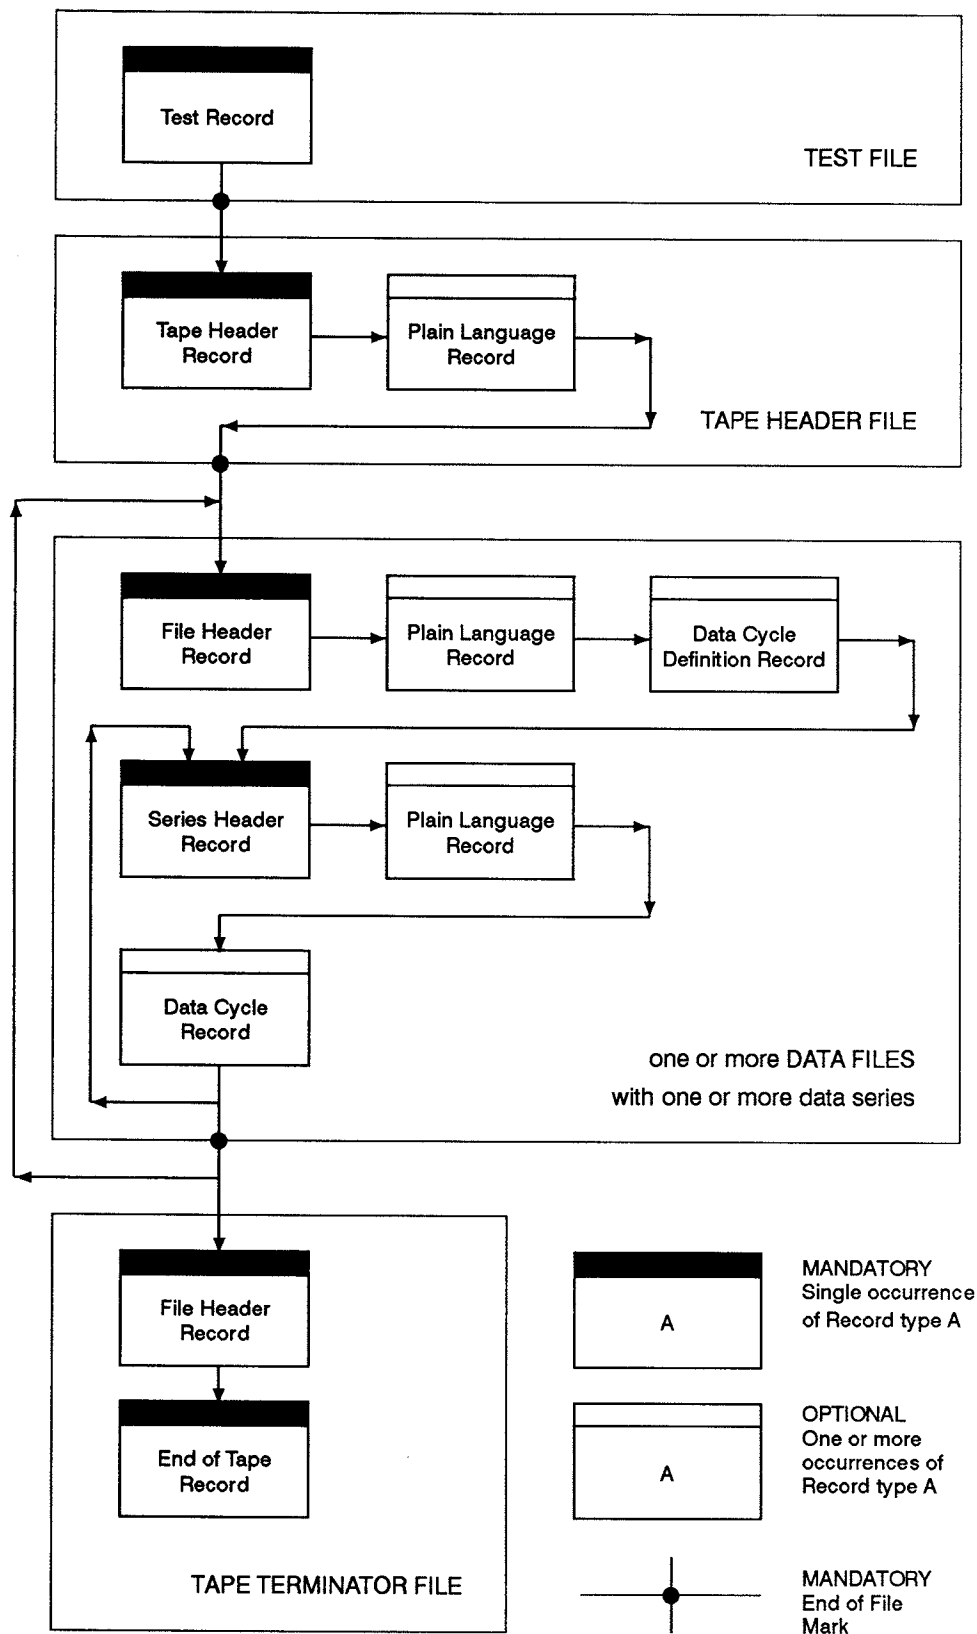 Test Record
TEST FILE
Tape Header
Record
Plain Language
Record
TAPE HEADER FILE
File Header
Record
Plain Language
Record
Data Cycle
Definition Record
Series Header
Record
Plain Language
Record
Data Cycle
Record
one or more DATA FILES
with one or more data series
File Header
Record
End of Tape
Record
TAPE TERMINATOR FILE
A
MANDATORY
Single occurrence
of Record type A
A
OPTIONAL
One or more
occurrences of
Record type A
MANDATORY
End of File
Mark